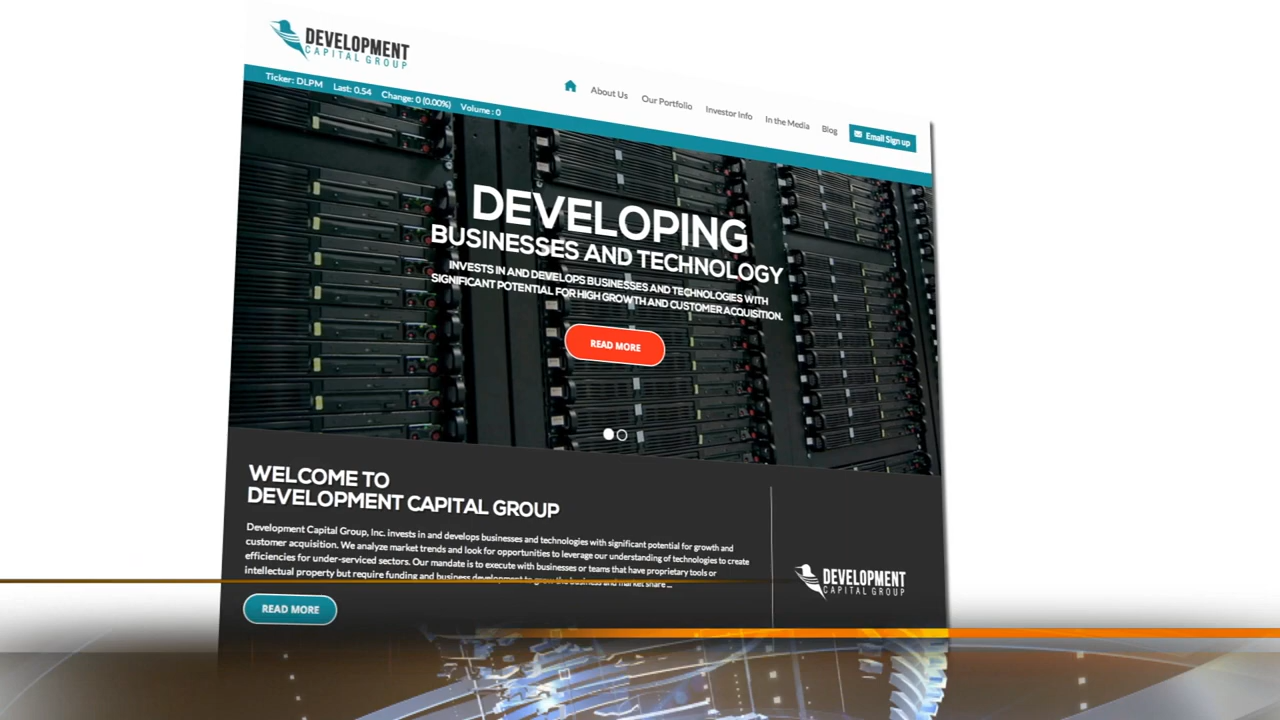 DEVELOPMENT
CAPITAL GROUP
Ticker: DLPM Last: 0.54 Change: 0 (0.00%) Volume : 0
About Us Our Portfolio Investor Info In the Media Blog Email Sign up
DEVELOPING
BUSINESSES AND TECHNOLOGY
INVESTS IN AND DEVELOPS BUSINESSES AND TECHNOLOGIES WITH
SIGNIFICANT POTENTIAL FOR HIGH GROWTH AND CUSTOMER ACQUISITION.
READ MORE
WELCOME TO
DEVELOPMENT CAPITAL GROUP
Development Capital Group, Inc. invests in and develops businesses and technologies with significant potential for growth and
customer acquisition. We analyze market trends and look for opportunities to leverage our understanding of technologies to create
efficiencies for under-serviced sectors. Our mandate is to execute with businesses or teams that have proprietary tools or
intellectual property but require funding and business development to grow the business and market share ...
READ MORE
DEVELOPMENT
CAPITAL GROUP